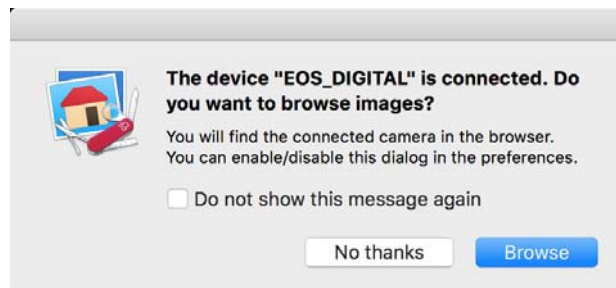 The device "EOS_DIGITAL" is connected. Do
you want to browse images?
You will find the connected camera in the browser.
You can enable/disable this dialog in the preferences.
Do not show this message again
No thanks
Browse